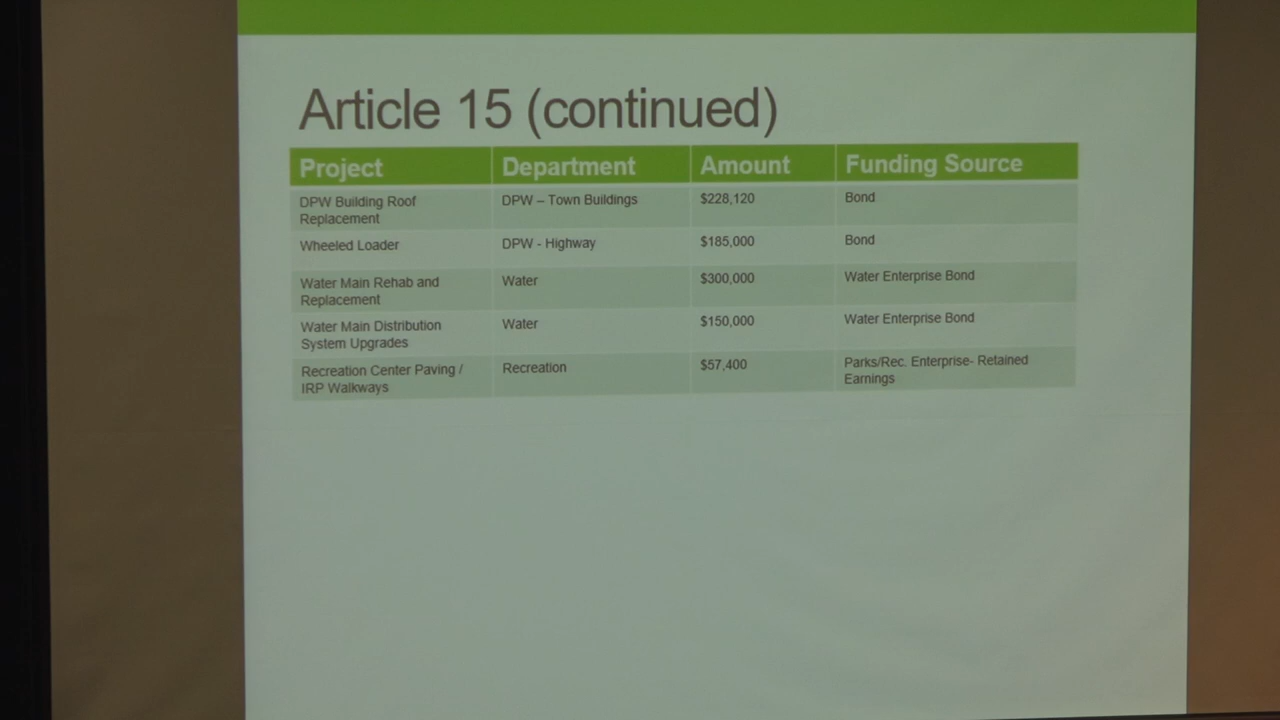 Article 15 (continued)
Project Department Amount Funding Source
DPW Building Roof
Replacement
DPW – Town Buildings
$228,120
Bond
Wheeled Loader
DPW - Highway
$185,000
Bond
Water Main Rehab and
Replacement
Water
$300,000
Water Enterprise Bond
Water Main Distribution
System Upgrades
Water
$150,000
Water Enterprise Bond
Recreation Center Paving /
IRP Walkways
Recreation
$57,400
Parks/Rec. Enterprise- Retained
Earnings